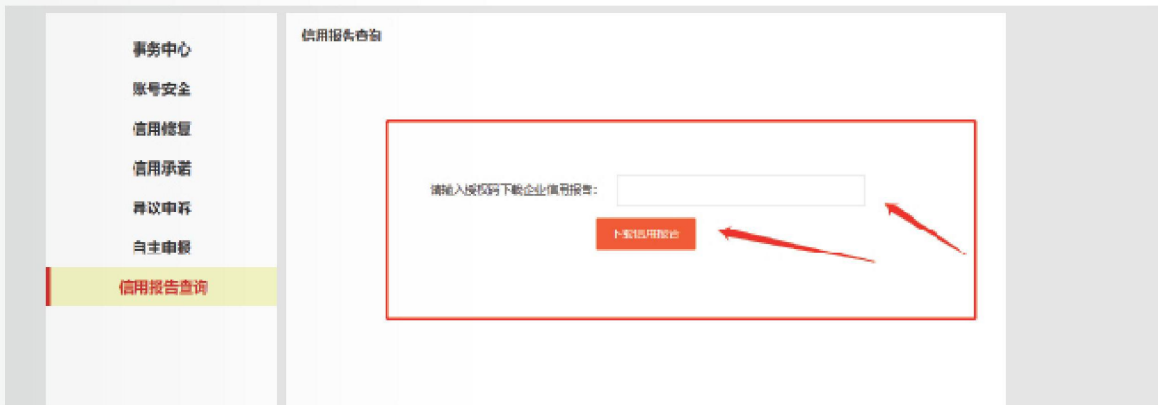 事务中心
账号安全
信用修复
信用承诺
异议申诉
自主申报
信用报告查询
信用报告查询
请输入授权码下载企业信用报告：
下载信用报告